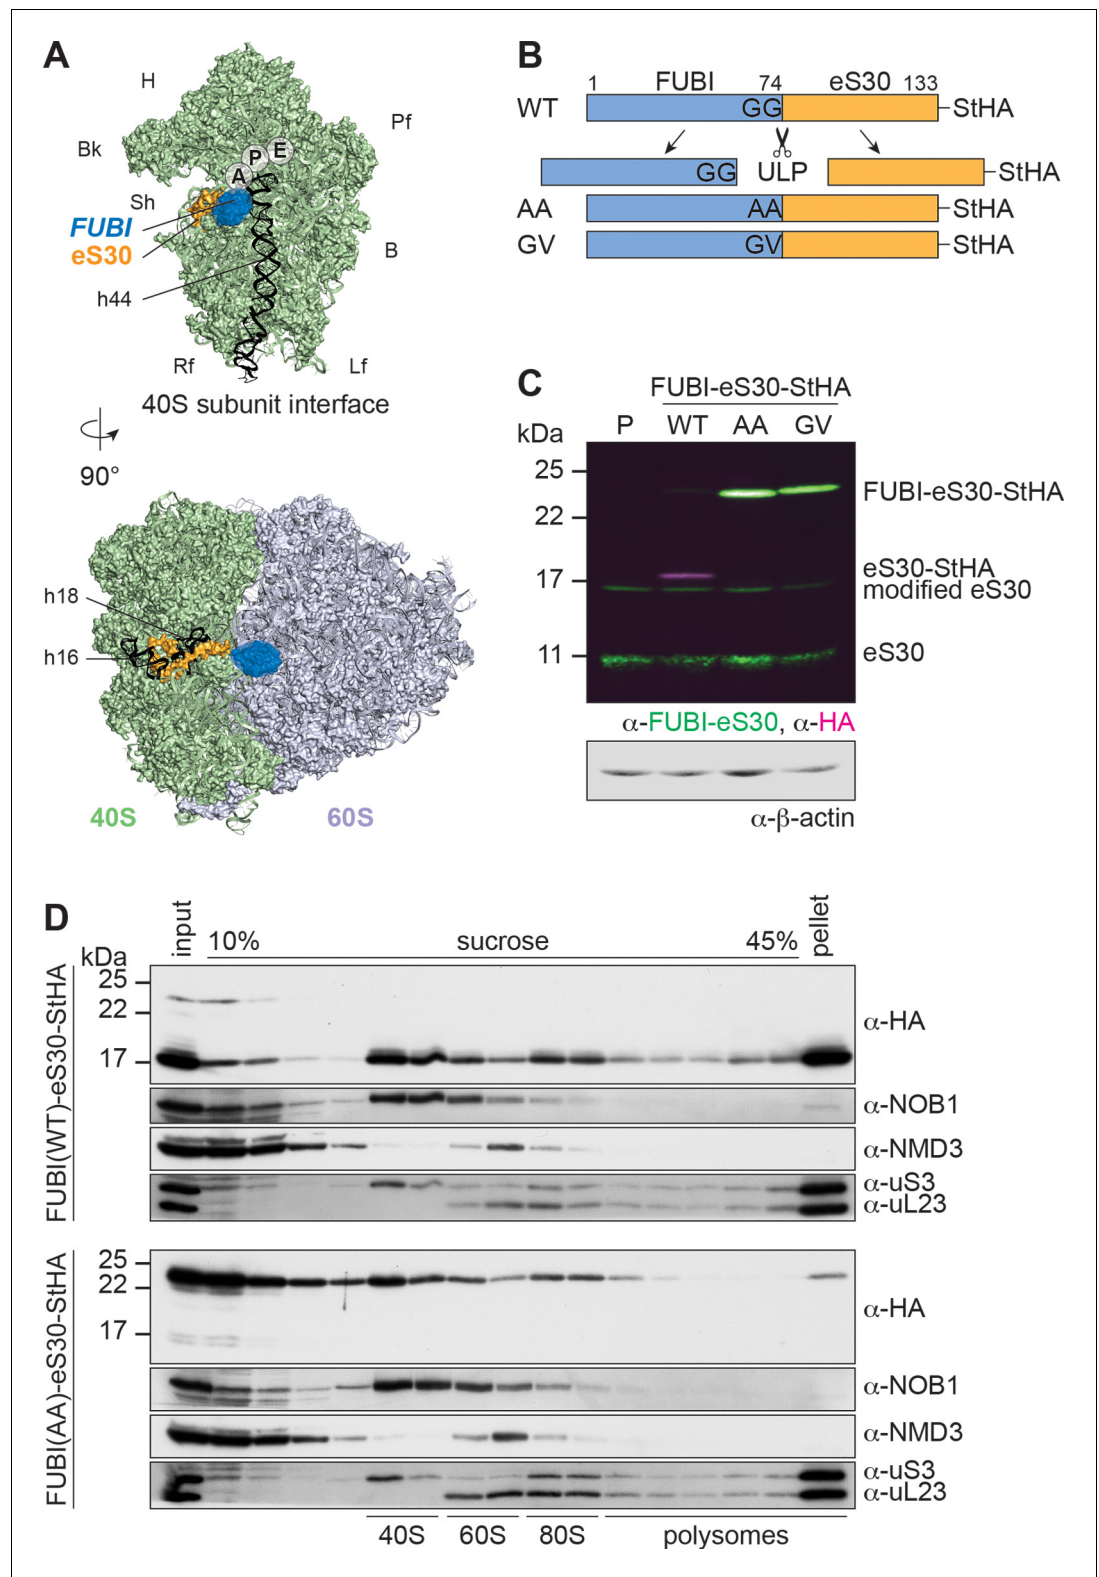 A
H
Pf
Bk
E
P
A
Sh
FUBI
eS30
B
h44
Rf
Lf
40S subunit interface
90°
h18
h16
40S
60S
B
1 FUBI 74 eS30 133
WT GG StHA
GG ULP StHA
AA AA StHA
GV GV StHA
C
FUBI-eS30-StHA
kDa P WT AA GV
25
22
17
11
FUBI-eS30-StHA
eS30-StHA
modified eS30
eS30
α-FUBI-eS30, α-HA
α-β-actin
D
input 10% sucrose 45% pellet
kDa
FUBI(WT)-eS30-StHA
25
22
17
α-HA
α-NOB1
α-NMD3
α-uS3
α-uL23
FUBI(AA)-eS30-StHA
25
22
17
α-HA
α-NOB1
α-NMD3
α-uS3
α-uL23
40S 60S 80S polysomes